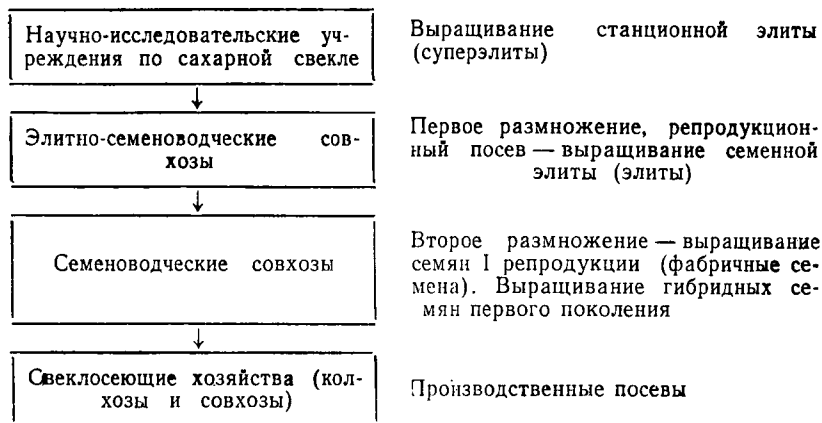 Научно-исследовательские уч-
реждения по сахарной свекле
Выращивание станционной элиты
(суперэлиты)
Элитно-семеноводческие сов-
хозы
Первое размножение, репродукцион-
ный посев — выращивание семенной
элиты (элиты)
Семеноводческие совхозы
Второе размножение — выращивание
семян I репродукции (фабричные се-
мена). Выращивание гибридных се-
мян первого поколения
Свеклосеющие хозяйства (кол-
хозы и совхозы)
Производственные посевы